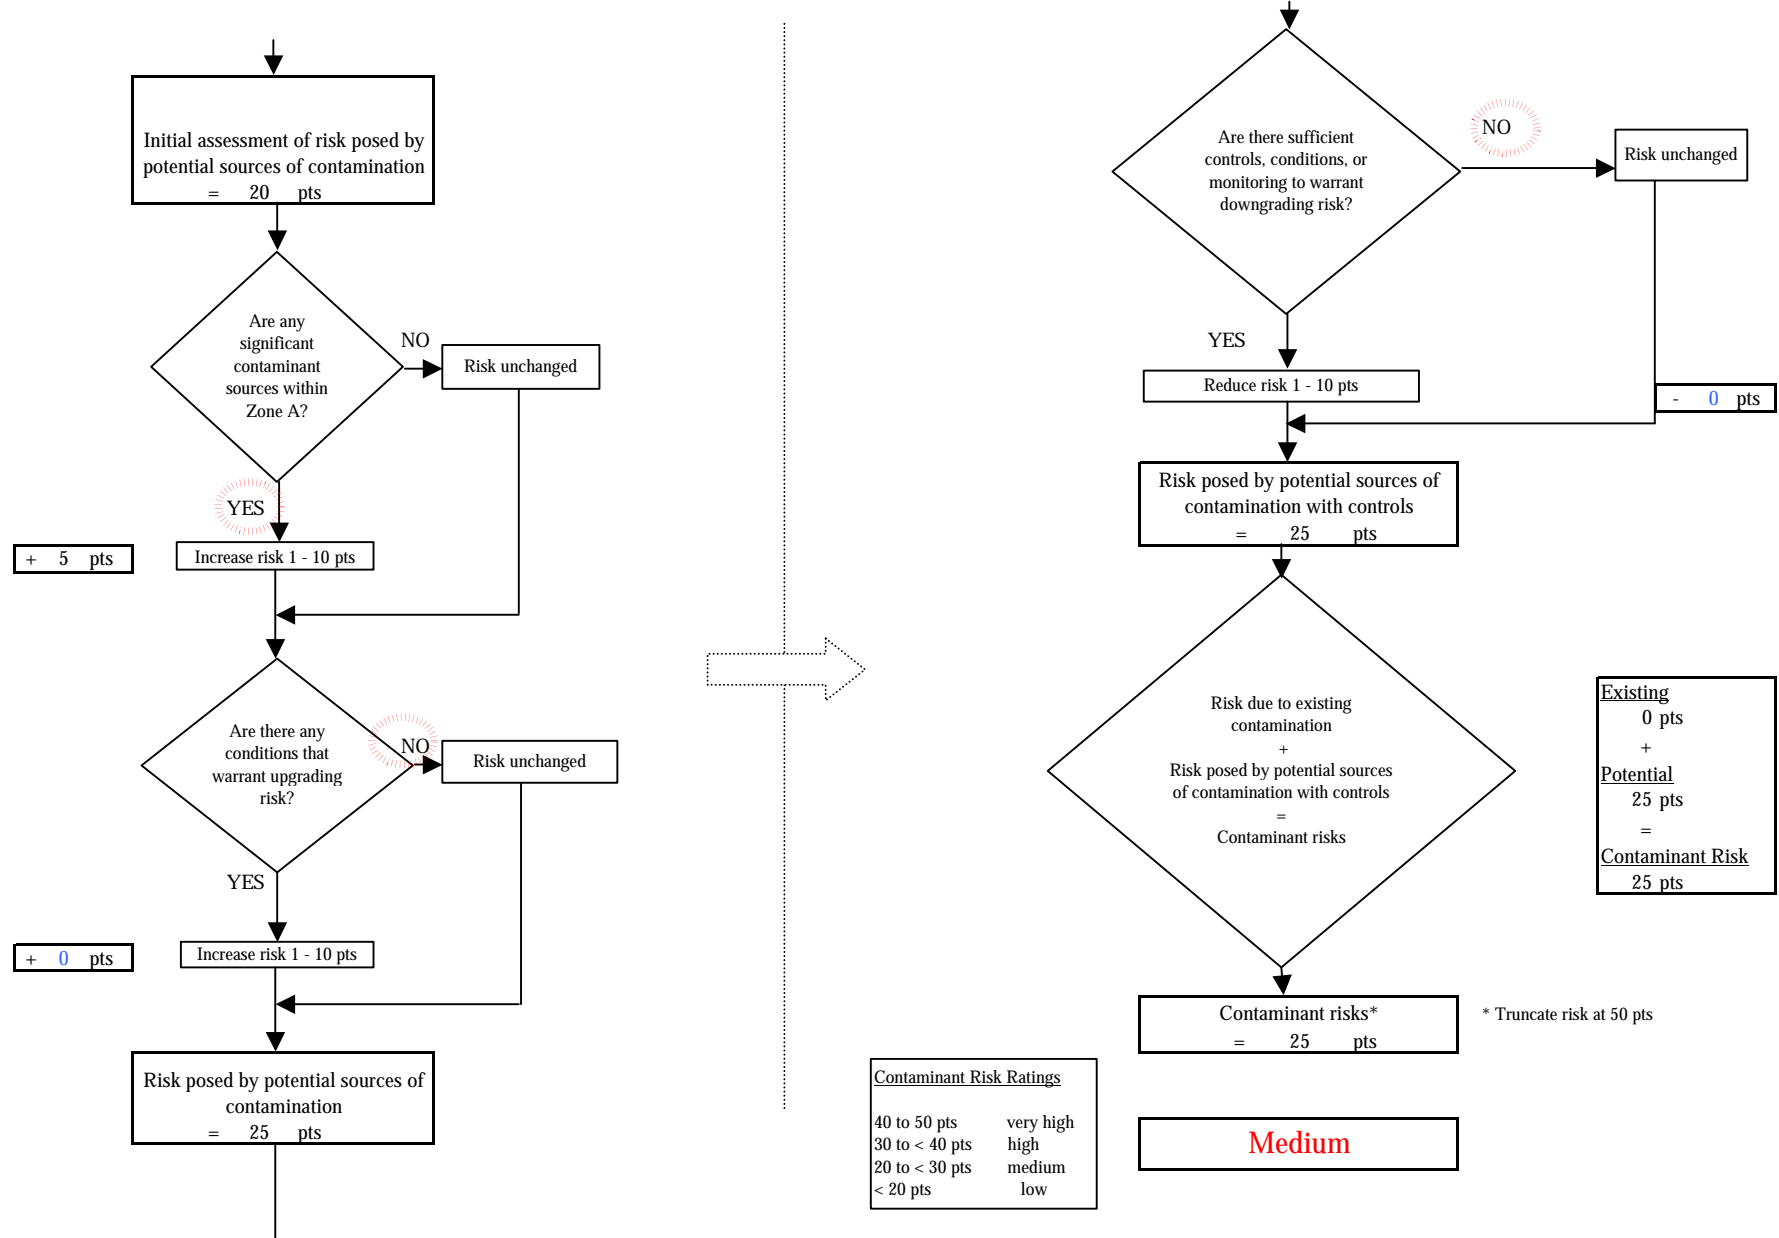 Initial assessment of risk posed by
potential sources of contamination
= 20 pts
Are any
significant
contaminant
sources within
Zone A?
NO
Risk unchanged
YES
+ 5 pts
Increase risk 1 - 10 pts
Are there any
conditions that
warrant upgrading
risk?
NO
Risk unchanged
YES
+ 0 pts
Increase risk 1 - 10 pts
Risk posed by potential sources of
contamination
= 25 pts
Are there sufficient
controls, conditions, or
monitoring to warrant
downgrading risk?
NO
Risk unchanged
YES
Reduce risk 1 - 10 pts
- 0 pts
Risk posed by potential sources of
contamination with controls
= 25 pts
Risk due to existing
contamination
+
Risk posed by potential sources
of contamination with controls
=
Contaminant risks
Existing
0 pts
+
Potential
25 pts
=
Contaminant Risk
25 pts
Contaminant risks*
= 25 pts
* Truncate risk at 50 pts
Contaminant Risk Ratings
40 to 50 pts very high
30 to < 40 pts high
20 to < 30 pts medium
< 20 pts low
Medium